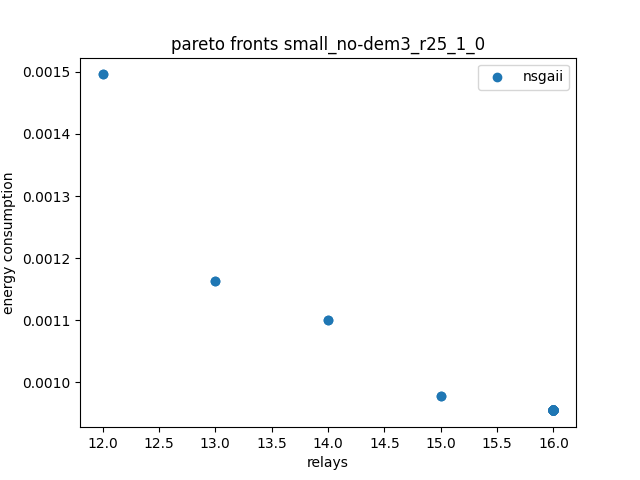 pareto fronts small_no-dem3_r25_1_0
nsgaii
energy consumption
0.0015
0.0014
0.0013
0.0012
0.0011
0.0010
12.0 12.5 13.0 13.5 14.0 14.5 15.0 15.5 16.0
relays